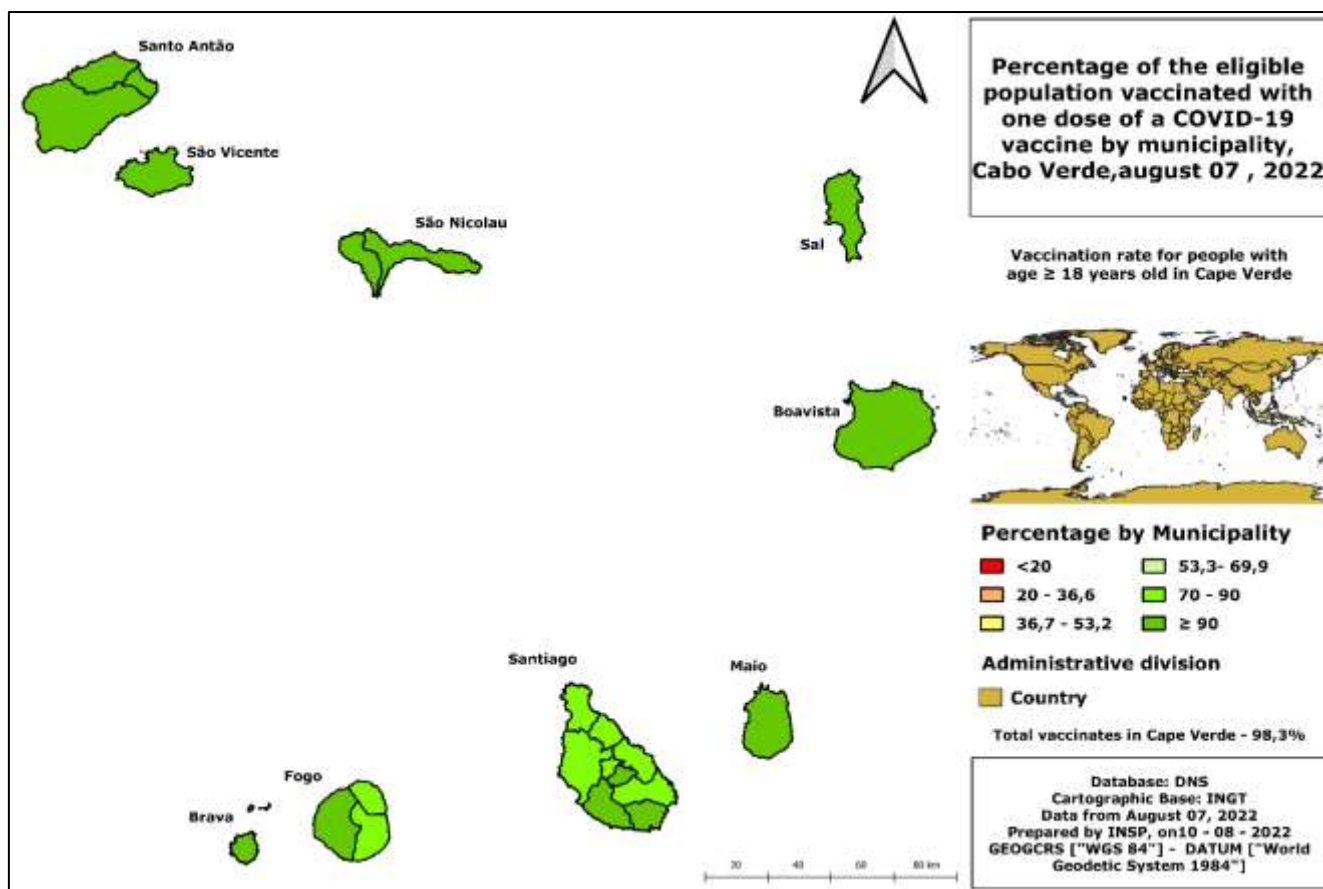 Santo Antão
São Vicente
São Nicolau
Sal
Boavista
Santiago
Maio
Fogo
Brava
20 40 60 80 km
Percentage of the eligible
population vaccinated with
one dose of a COVID-19
vaccine by municipality,
Cabo Verde,august 07 , 2022
Vaccination rate for people with
age ≥ 18 years old in Cape Verde
Percentage by Municipality
<20
20 - 36,6
36,7 - 53,2
53,3- 69,9
70 - 90
≥ 90
Administrative division
Country
Total vaccinates in Cape Verde - 98,3%
Database: DNS
Cartographic Base: INGT
Data from August 07, 2022
Prepared by INSP, on10 - 08 - 2022
GEOGCRS ["WGS 84"] - DATUM ["World
Geodetic System 1984"]